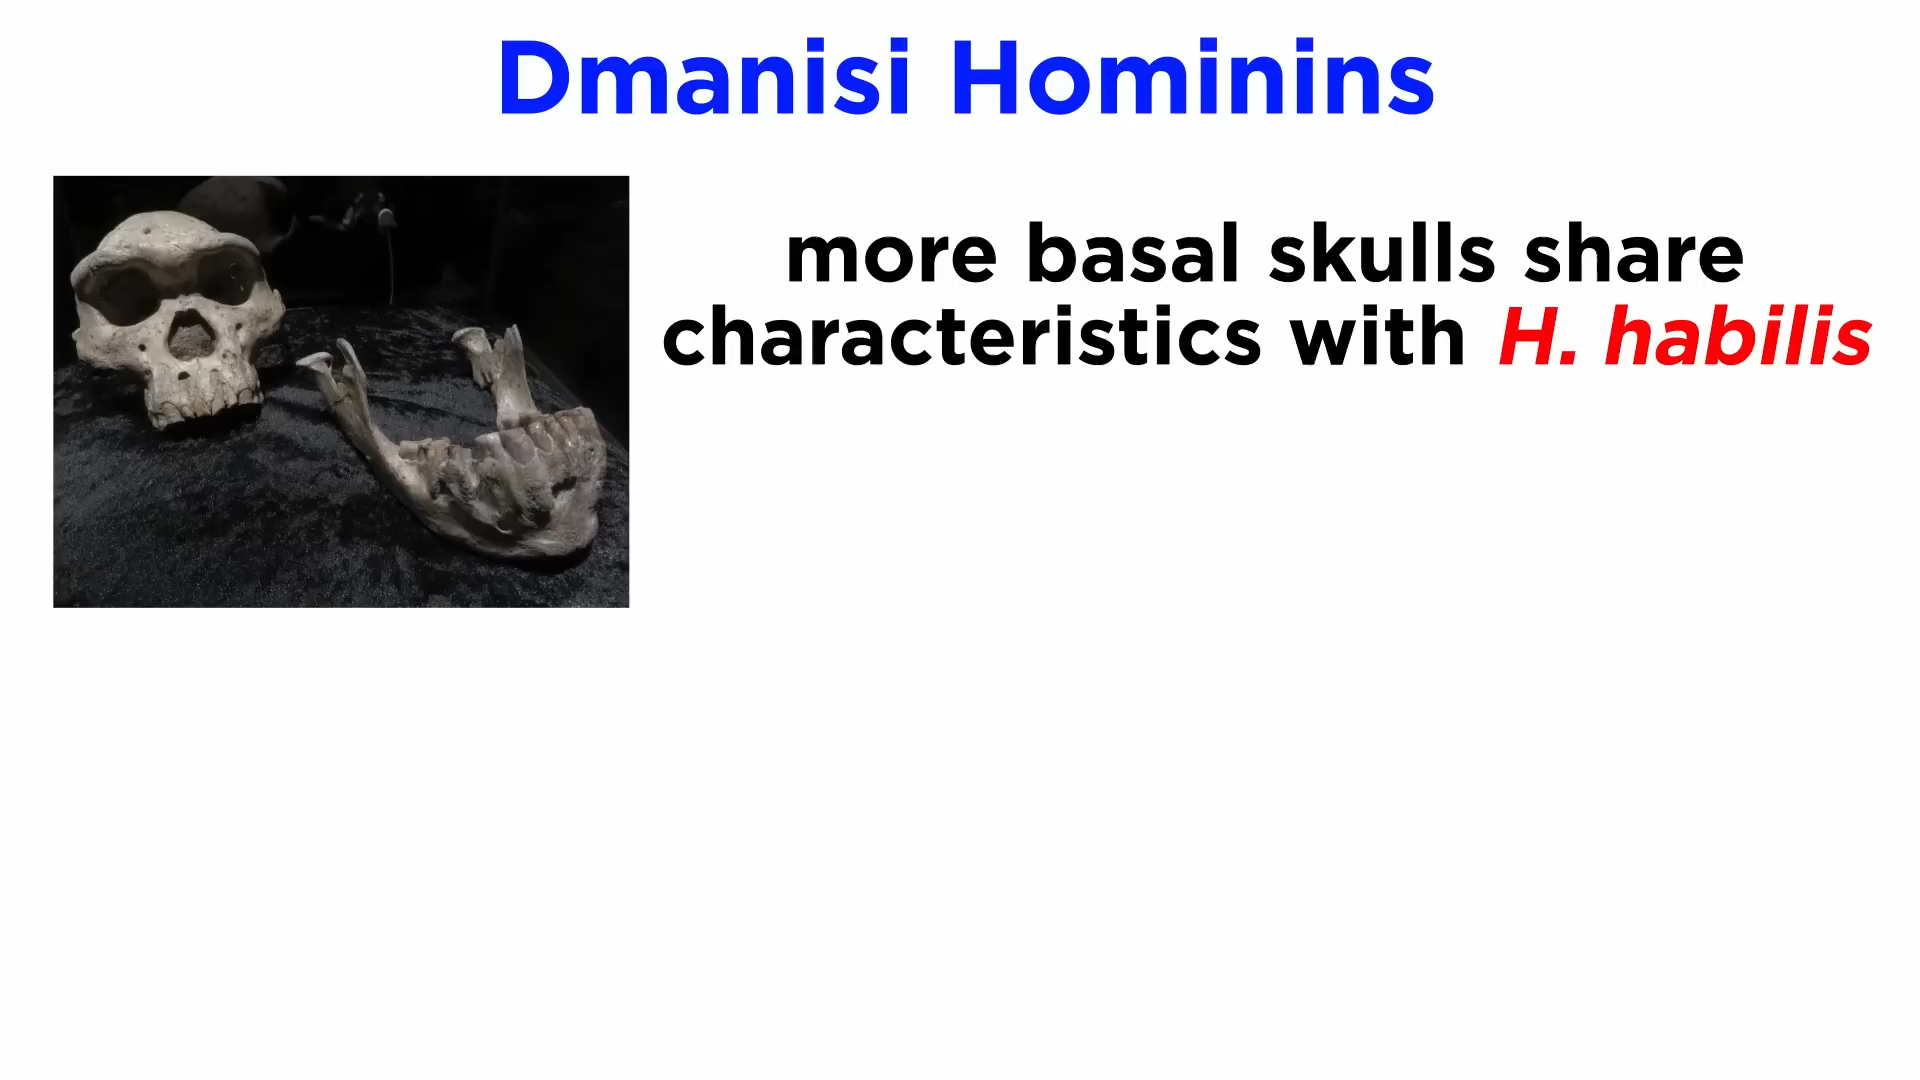 Dmanisi Hominins
more basal skulls share
characteristics with H. habilis